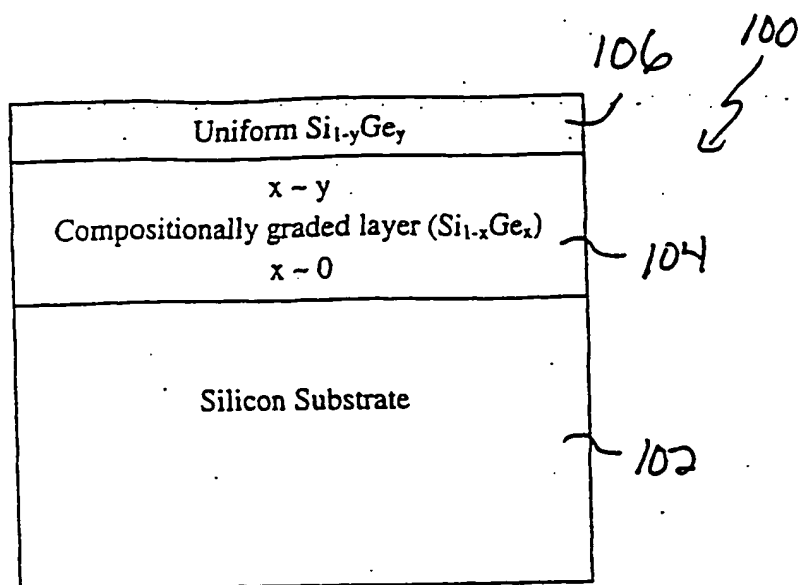 100
106
Uniform Si₁₋yGey
x ~ y
Compositionally graded layer (Si₁₋ₓGeₓ)
104
x ~ 0
Silicon Substrate
102